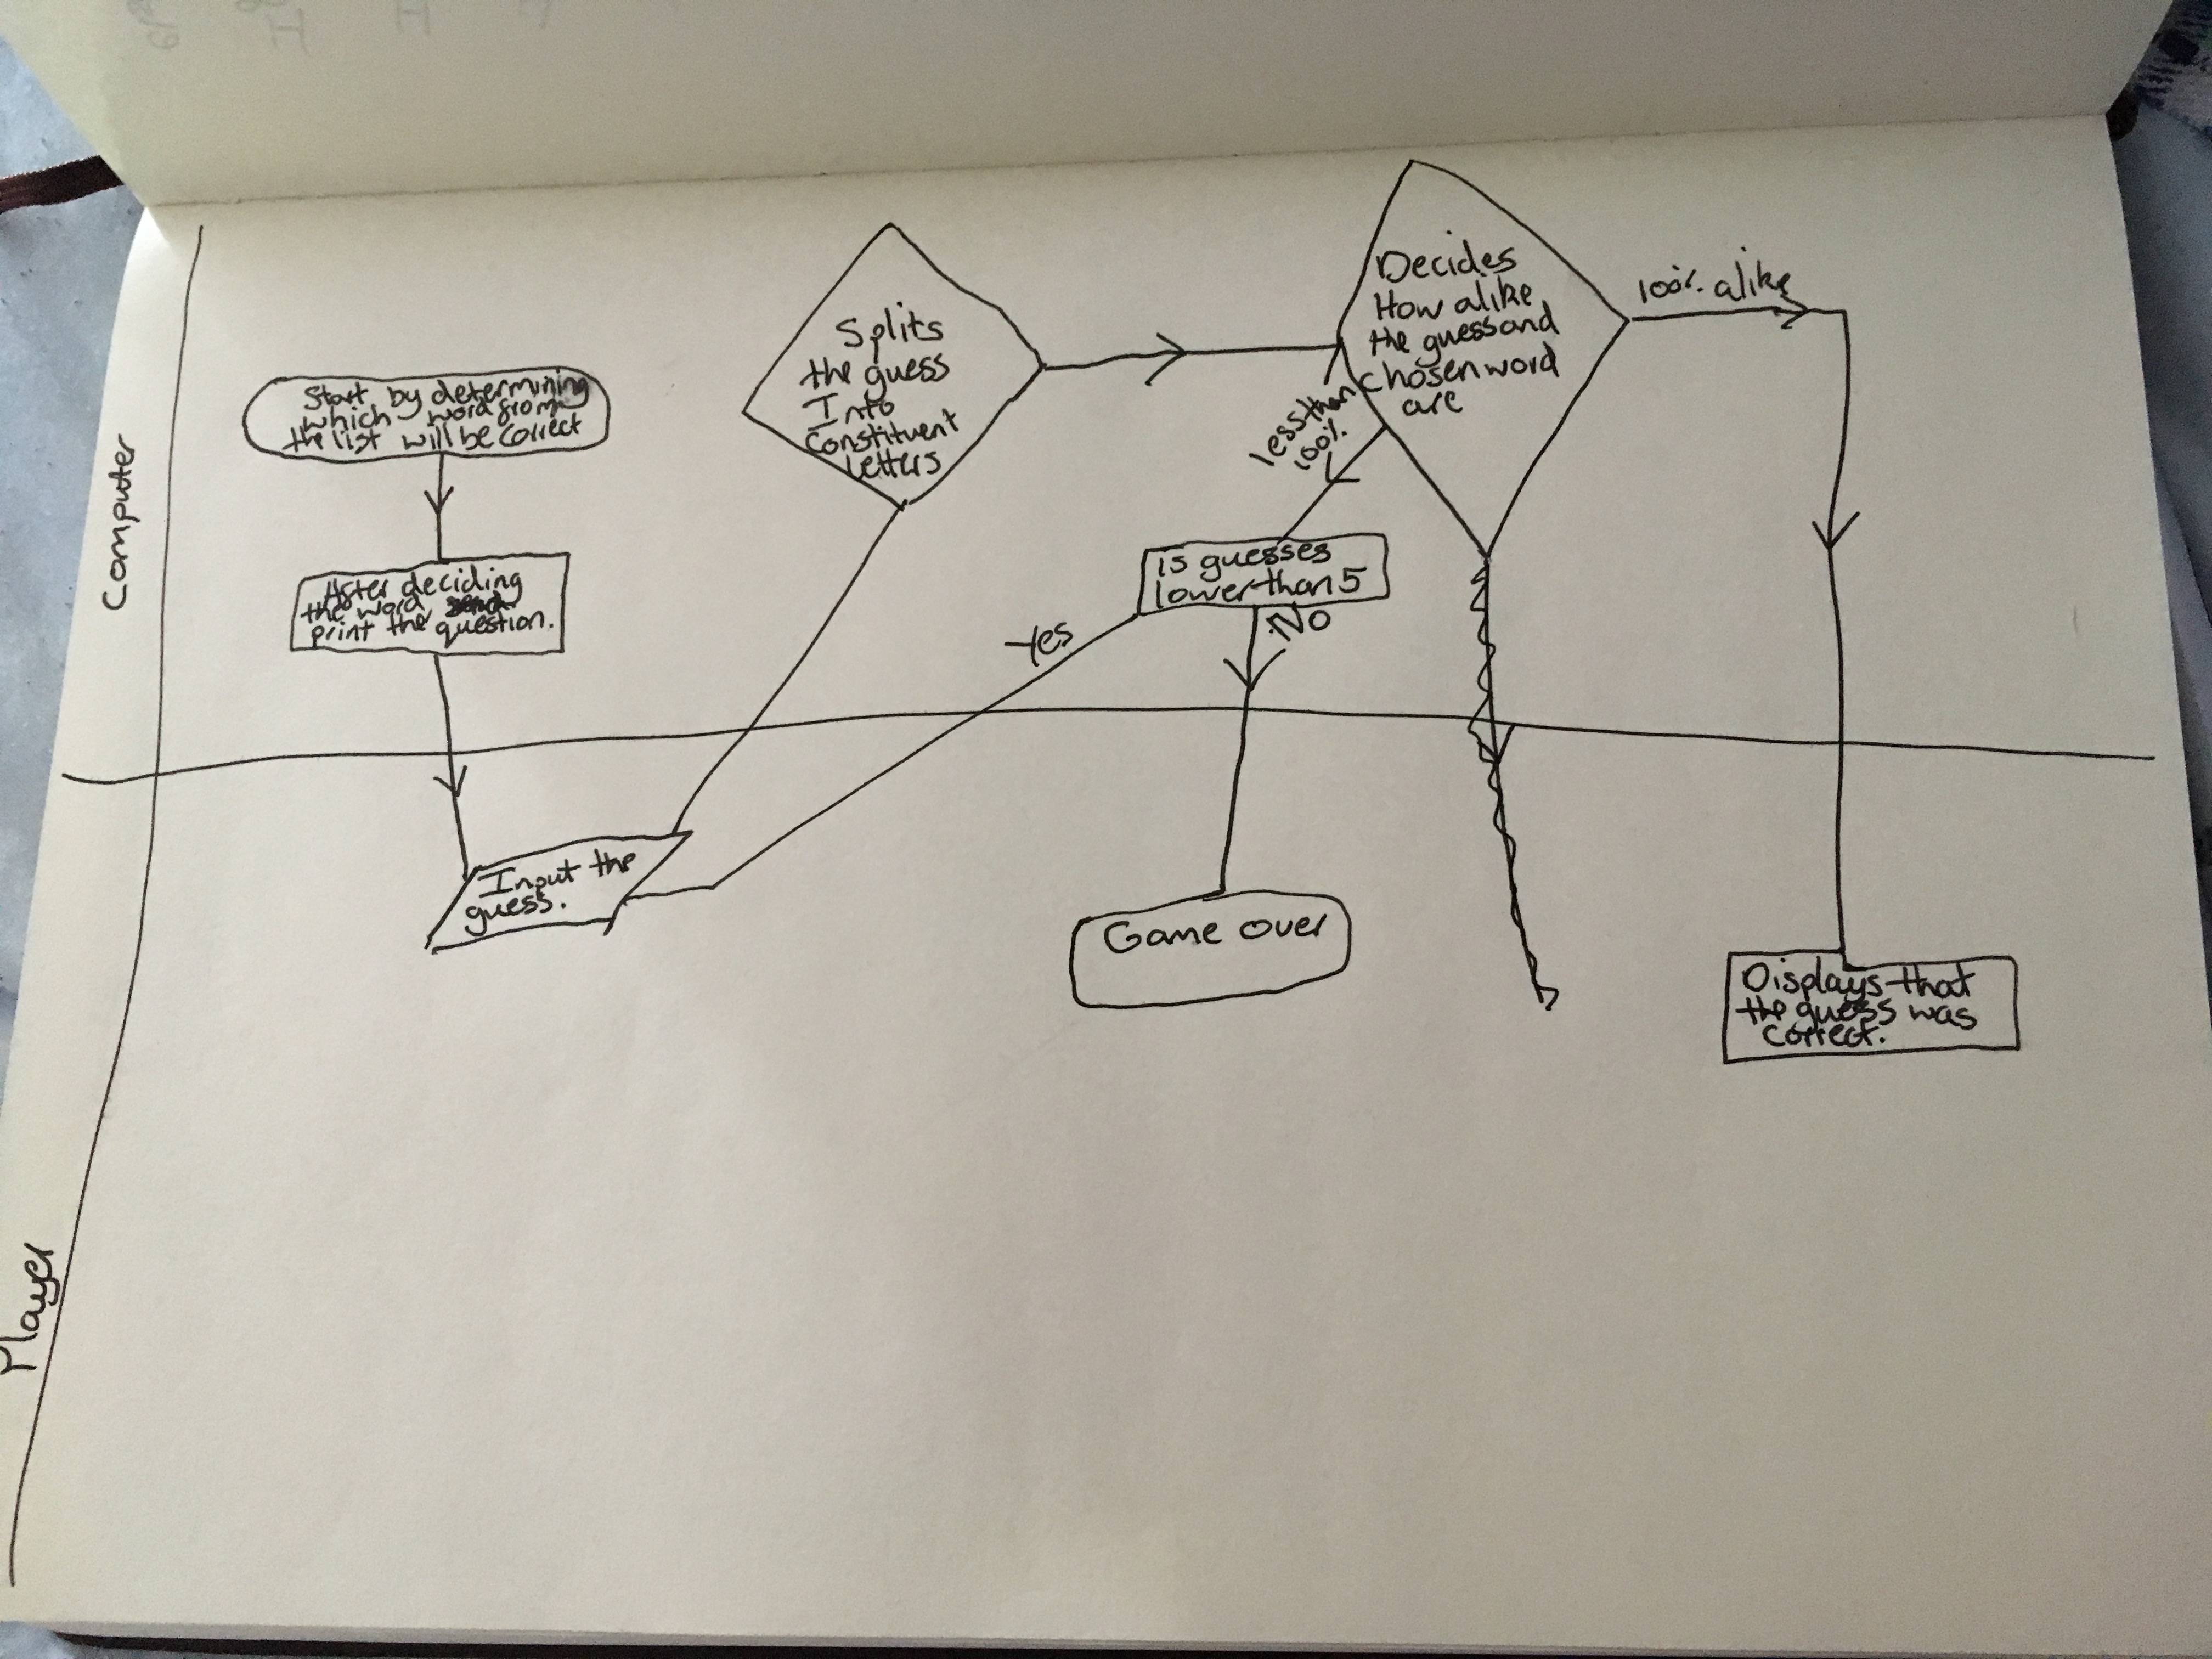 Player
Computer
Start by determining
which word from
the list will be correct
After deciding
the word
print the question.
Input the
guess.
Splits
the guess
Into
constituent
letters
Yes
is guesses
lower than 5
NO
Game over
less than
100%
Decides
How alike
the guess and
chosen word
are
100% alike
Displays that
the guess was
correct.